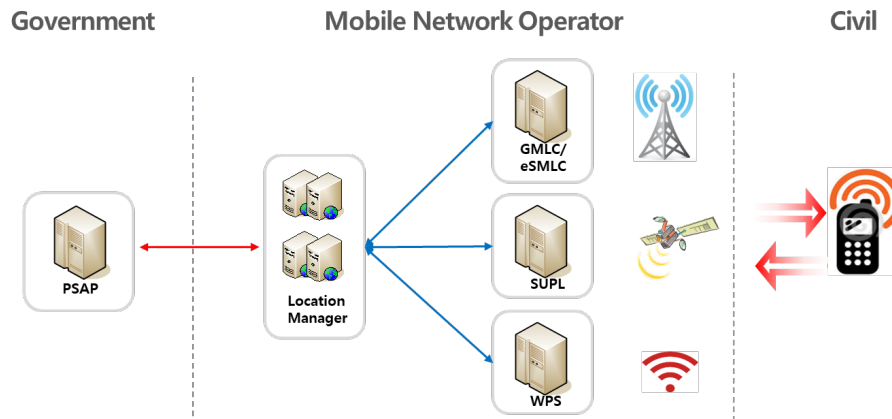 Government
Mobile Network Operator
Civil
GMLC/
eSMLC
PSAP
Location
Manager
SUPL
WPS